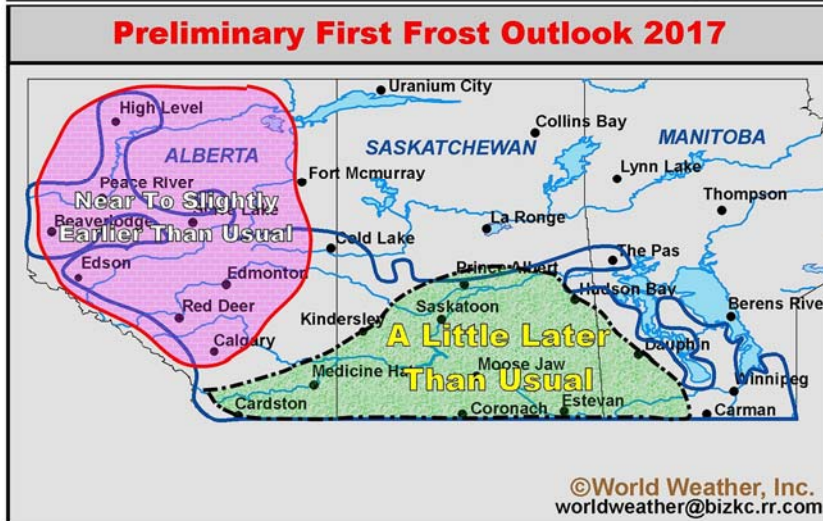 Preliminary First Frost Outlook 2017
Uranium City
High Level
Collins Bay
SASKATCHEWAN
MANITOBA
ALBERTA
Lynn Lake
Fort Mcmurray
Peace River
Thompson
Near To Slightly
Lake
Beaverlodge
Earlier Than Usual
La Ronge
Cold Lake
The Pas
Edson
Prince Albert
Edmonton
Hudson Bay
Red Deer
Saskatoon
Berens River
Kindersley
A Little Later
Calgary
Dauphin
Medicine Ha
Moose Jaw
Than Usual
Winnipeg
Cardston
Coronach
Estevan
Carman
©World Weather, Inc.
worldweather@bizkc.rr.com